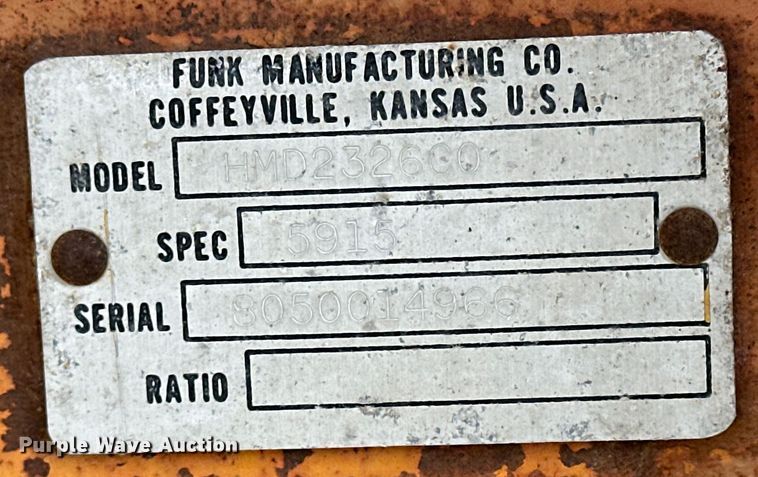 FUNK MANUFACTURING CO.
COFFEYVILLE, KANSAS U.S.A.
MODEL HMD232600
SPEC 5915
SERIAL 8050014966
RATIO
Purple Wave Auction